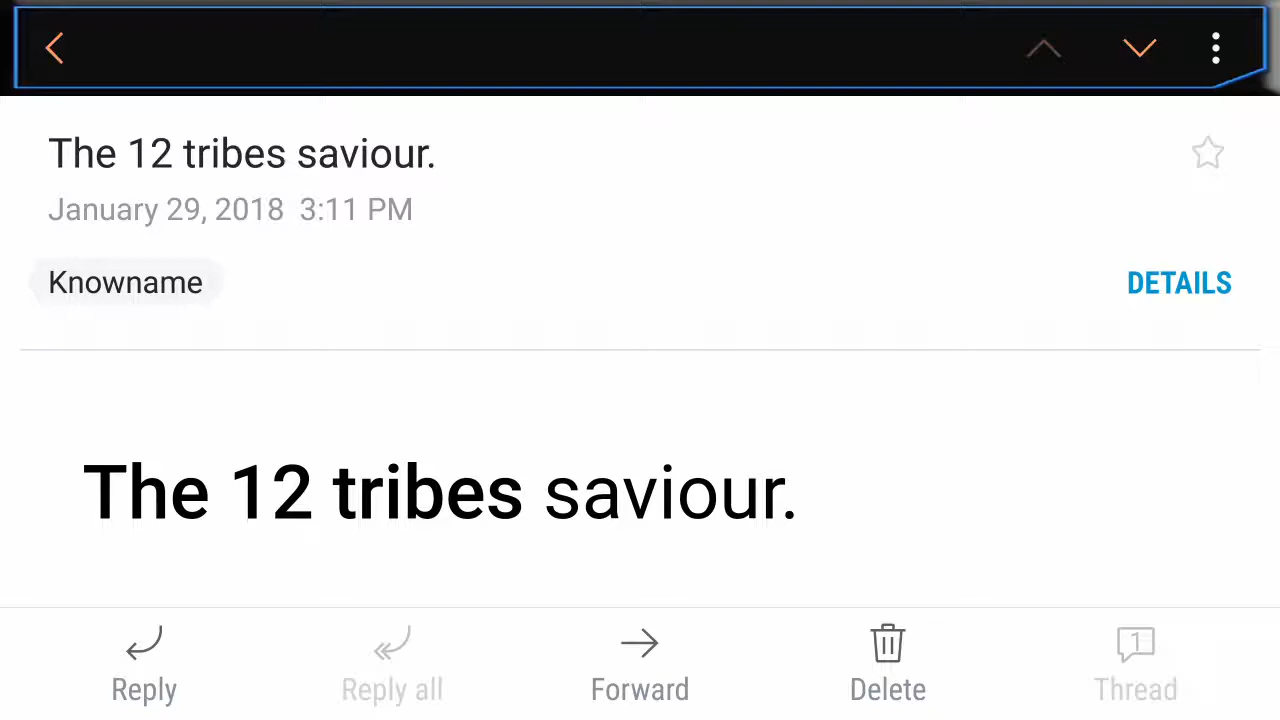 The 12 tribes saviour.
January 29, 2018 3:11 PM
Knowname
DETAILS
The 12 tribes saviour.
Reply
Reply all
Forward
Delete
1
Thread